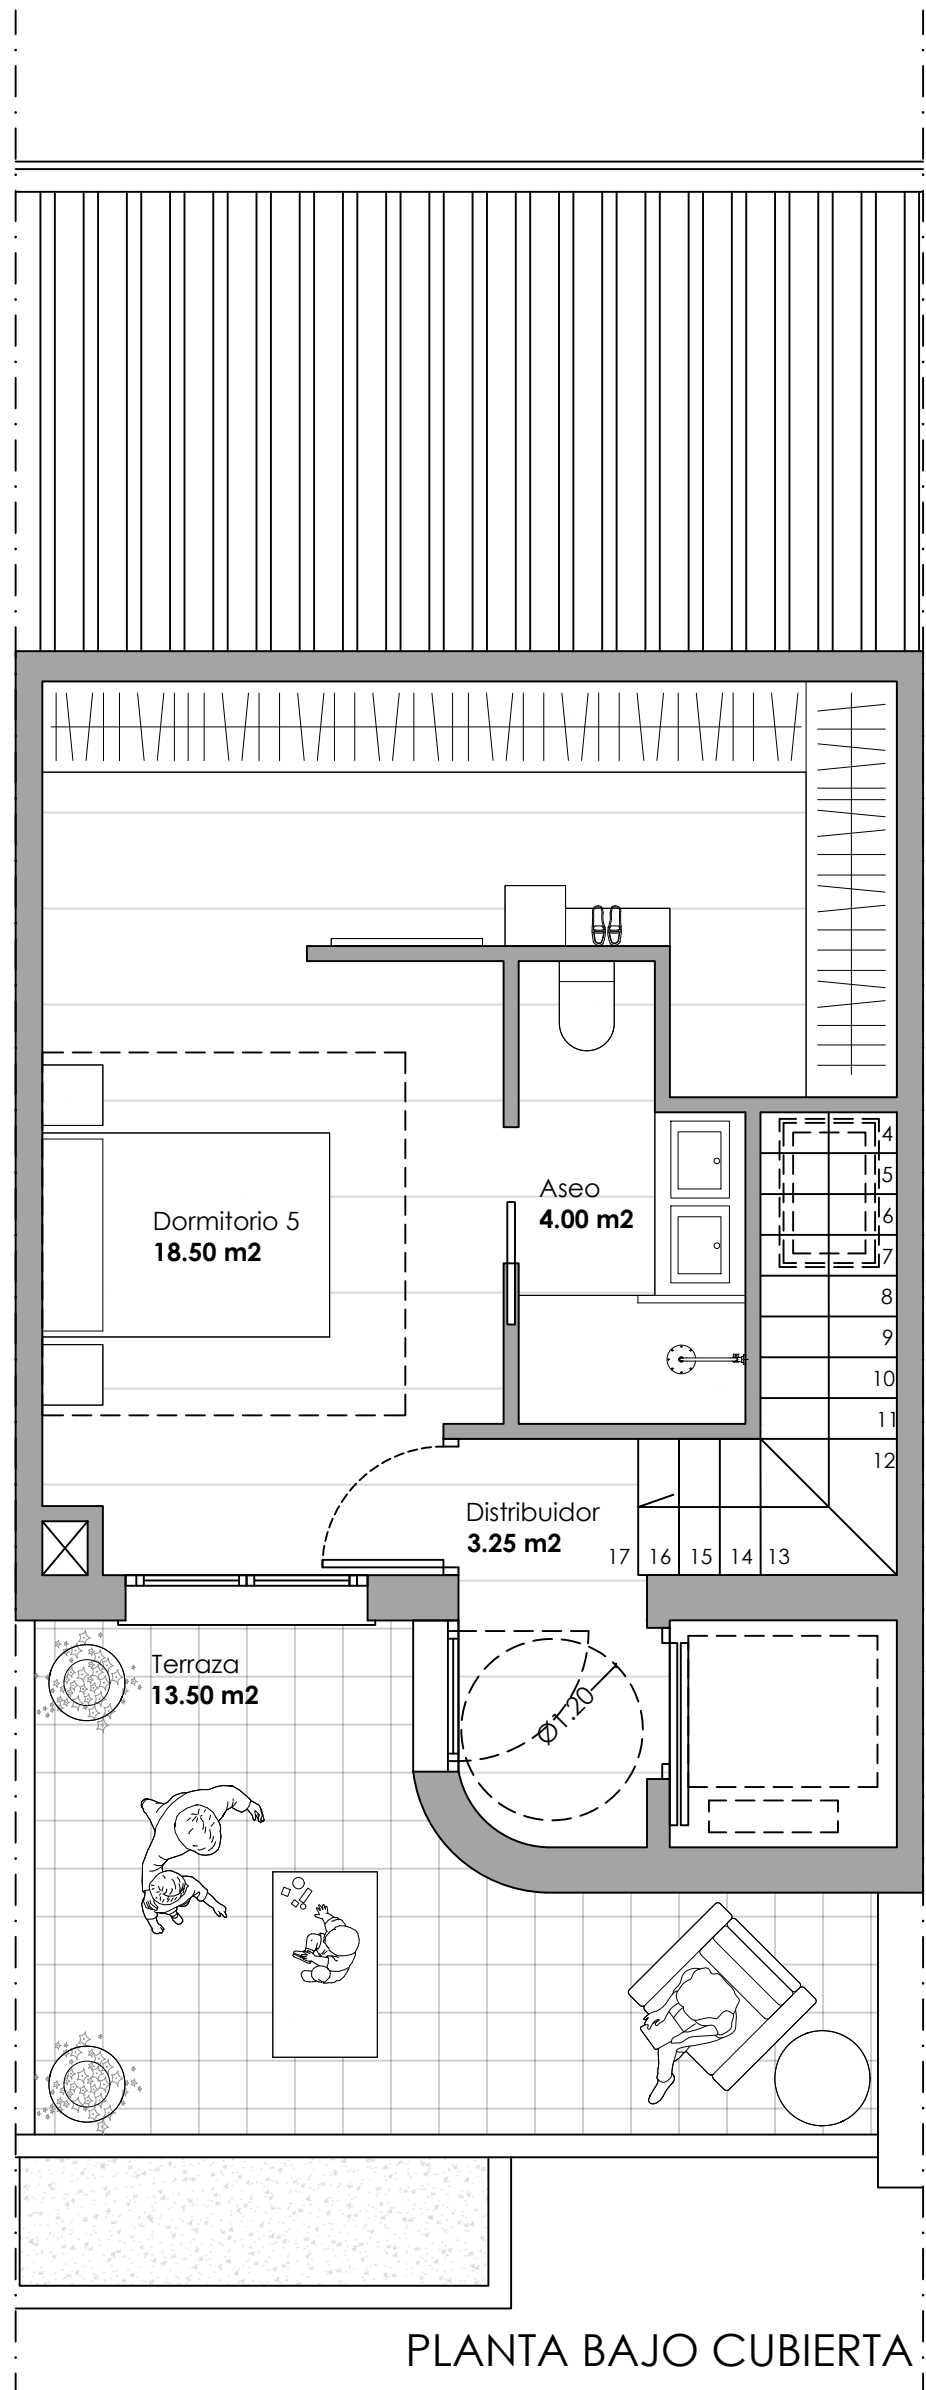 Aseo
4.00 m2
Dormitorio 5
18.50 m2
4
5
6
7
8
9
10
11
12
Distribuidor
3.25 m2
17 16 15 14 13
Terraza
13.50 m2
Ø1.20
PLANTA BAJO CUBIERTA